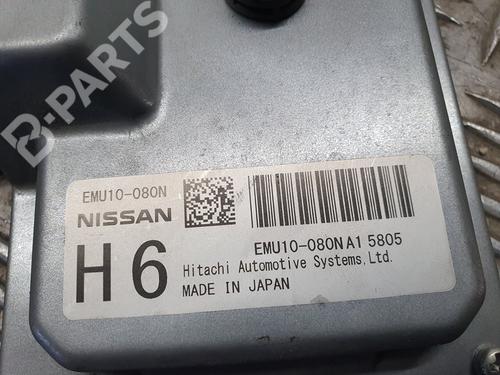 B-PARTS
EMU10-080N
NISSAN
H6
EMU10-080NA1 5805
Hitachi Automotive Systems,Ltd.
MADE IN JAPAN